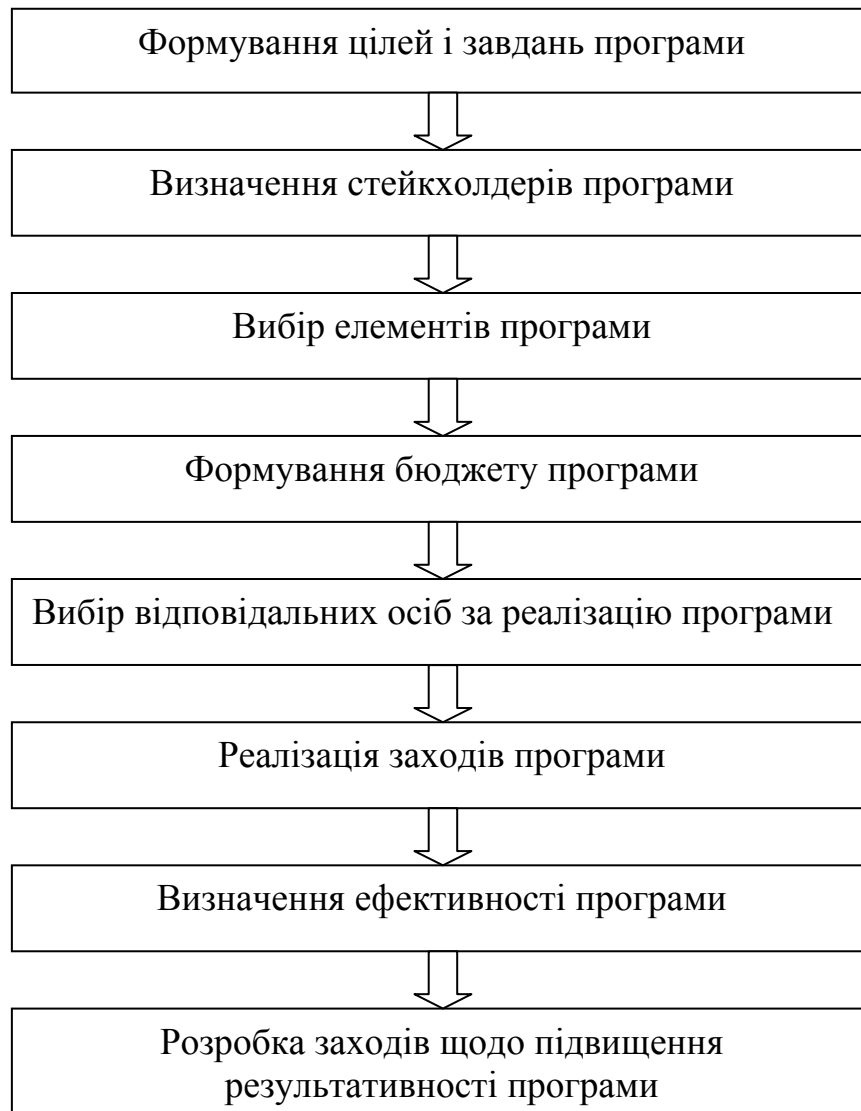 Формування цілей і завдань програми
Визначення стейкхолдерів програми
Вибір елементів програми
Формування бюджету програми
Вибір відповідальних осіб за реалізацію програми
Реалізація заходів програми
Визначення ефективності програми
Розробка заходів щодо підвищення
результативності програми